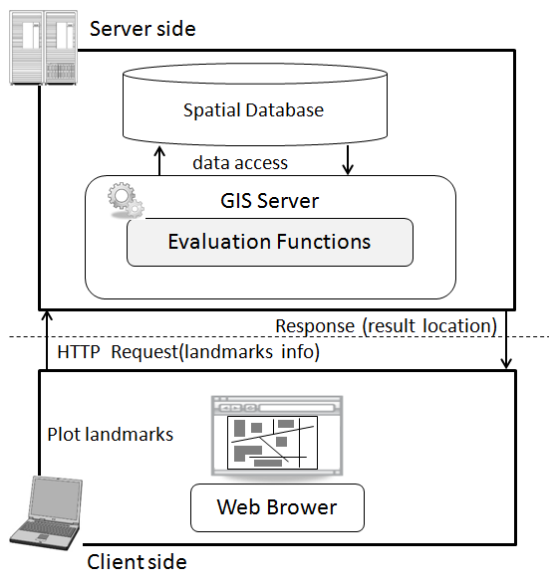 Server side
Spatial Database
data access
GIS Server
Evaluation Functions
Response (result location)
HTTP Request(landmarks info)
Plot landmarks
Web Brower
Client side